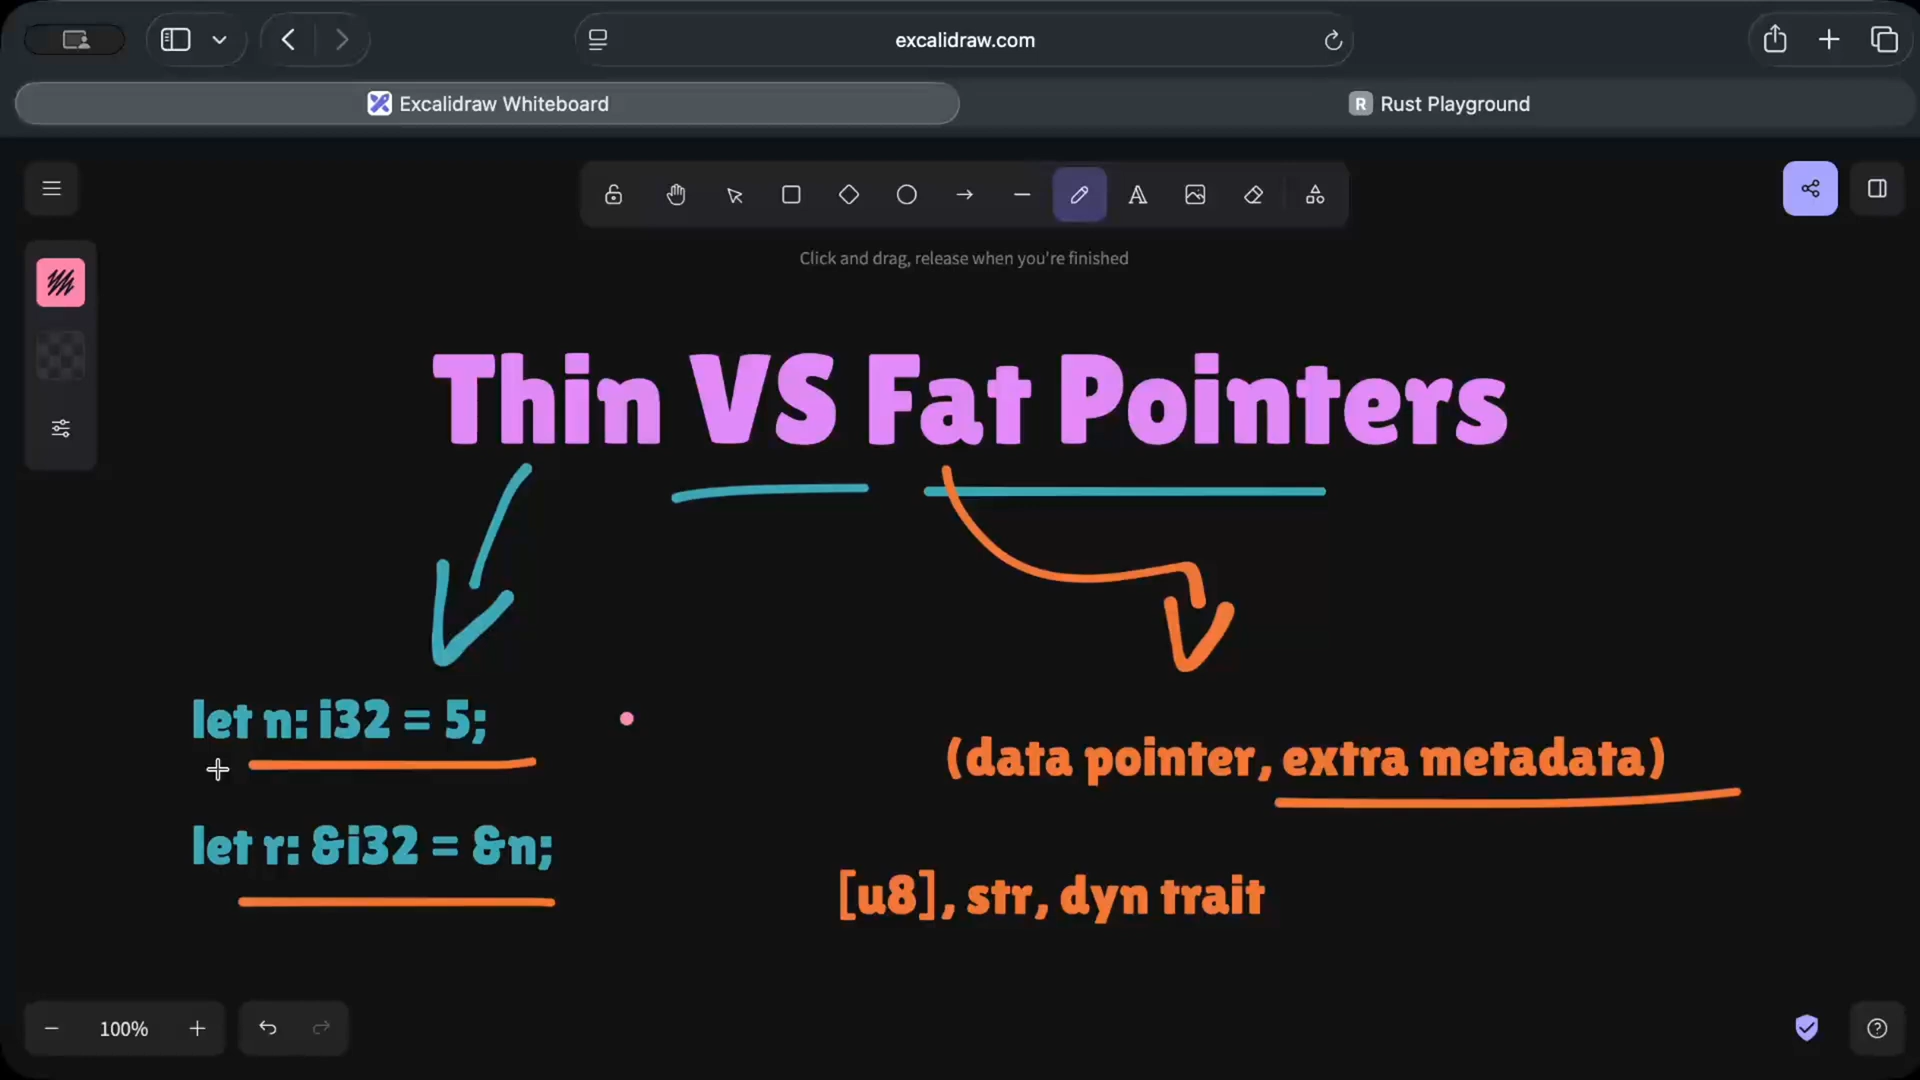 excalidraw.com
Excalidraw Whiteboard
R Rust Playground
Click and drag, release when you're finished
Thin VS Fat Pointers
let n: i32 = 5;
(data pointer, extra metadata)
let r: &i32 = &n;
[u8], str, dyn trait
100%